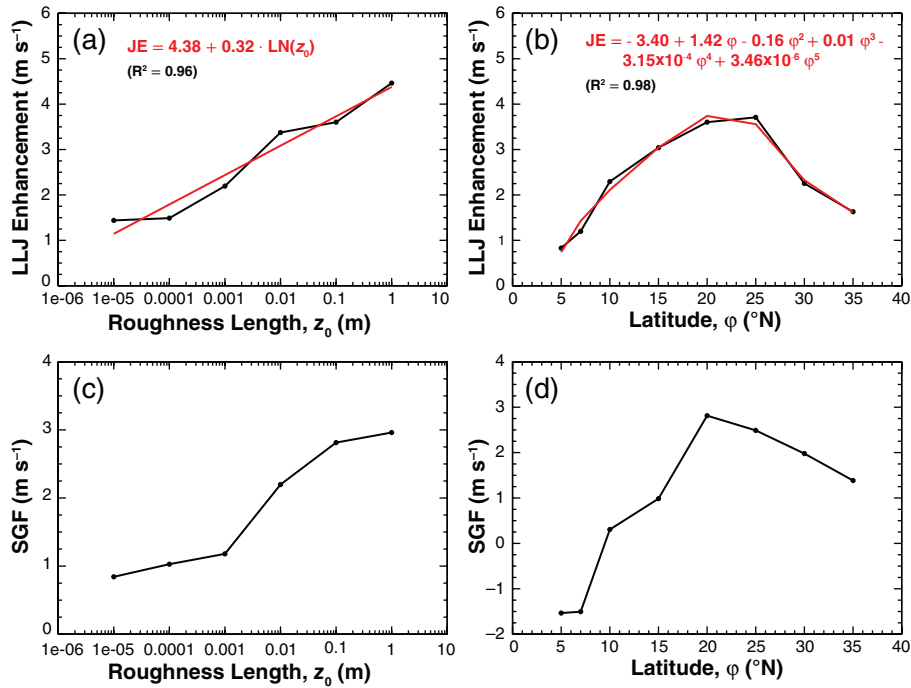 (a)
JE = 4.38 + 0.32 · LN(z0)
(R² = 0.96)
LLJ Enhancement (m s⁻¹)
6
5
4
3
2
1
0
1e-06 1e-05 0.0001 0.001 0.01 0.1 1 10
Roughness Length, z0 (m)
(b)
JE = - 3.40 + 1.42 φ - 0.16 φ² + 0.01 φ³ -
3.15x10⁻⁴ φ⁴ + 3.46x10⁻⁶ φ⁵
(R² = 0.98)
LLJ Enhancement (m s⁻¹)
6
5
4
3
2
1
0
0 5 10 15 20 25 30 35 40
Latitude, φ (°N)
(c)
SGF (m s⁻¹)
4
3
2
1
0
1e-06 1e-05 0.0001 0.001 0.01 0.1 1 10
Roughness Length, z0 (m)
(d)
SGF (m s⁻¹)
4
3
2
1
0
−1
−2
0 5 10 15 20 25 30 35 40
Latitude, φ (°N)